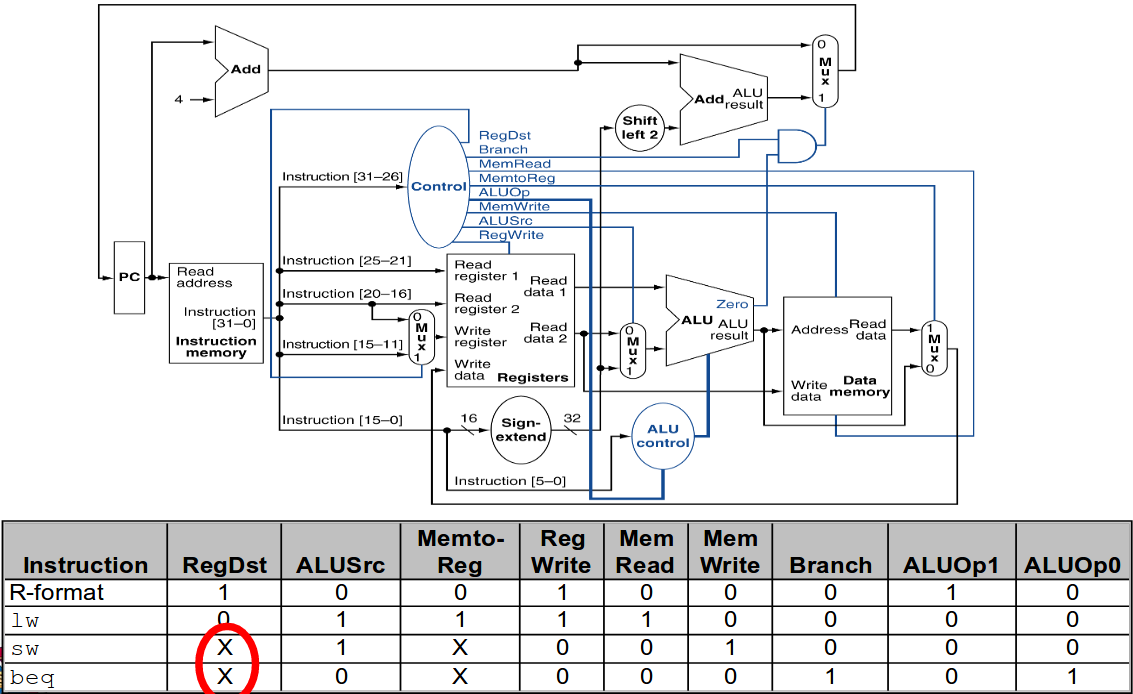 0
M
u
x
1
Add
4
Add ALU
result
Shift
left 2
RegDst
Branch
MemRead
MemtoReg
ALUOp
MemWrite
ALUSrc
RegWrite
Instruction [31–26]
Control
Instruction [25–21]
Instruction [20–16]
Instruction [15–11]
PC
Read
address
Instruction
[31–0]
Instruction
memory
0
M
u
x
1
Read
register 1
Read
data 1
Read
register 2
Write
register
Read
data 2
Write
data
Registers
0
M
u
x
1
Zero
ALU
ALU
result
Address
Read
data
Write
data
Data
memory
1
M
u
x
0
Instruction [15–0]
16
Sign-
extend
32
ALU
control
Instruction [5–0]
Instruction RegDst ALUSrc Memto-Reg Reg Write Mem Read Mem Write Branch ALUOp1 ALUOp0
R-format 1 0 0 1 0 0 0 1 0
lw 0 1 1 1 1 0 0 0 0
sw X 1 X 0 0 1 0 0 0
beq X 0 X 0 0 0 1 0 1